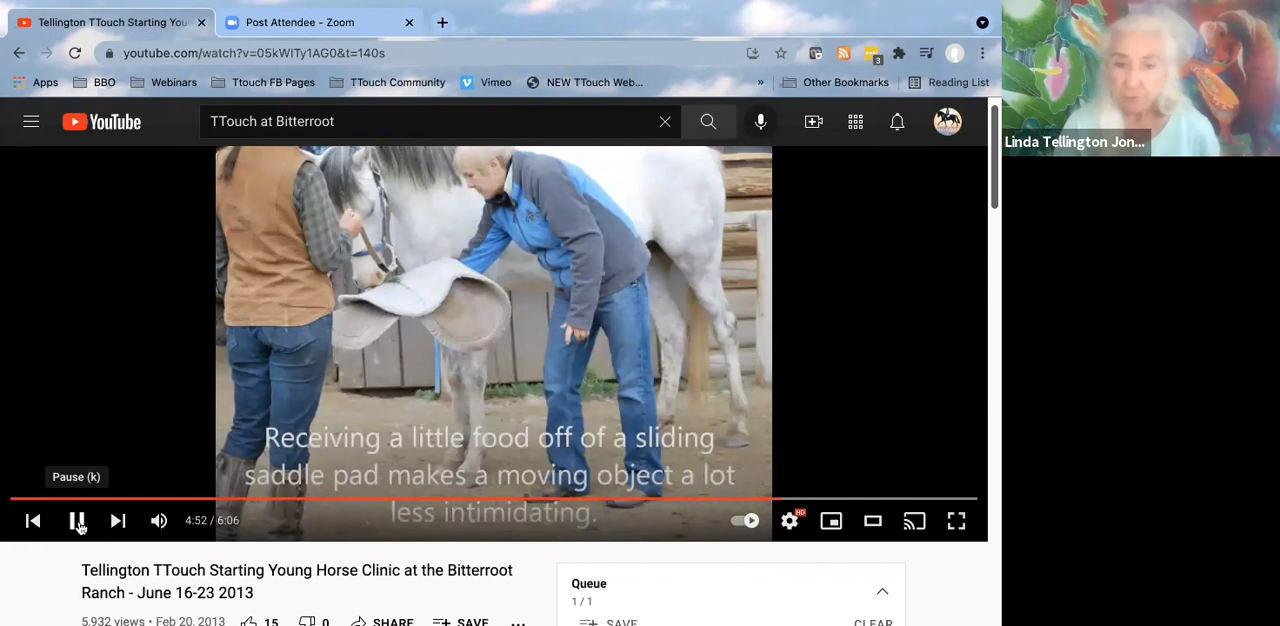 Tellington TTouch Starting You
Post Attendee - Zoom
youtube.com/watch?v=05kWITy1AG0&t=140s
3
Apps
BBO
Webinars
Ttouch FB Pages
TTouch Community
Vimeo
NEW TTouch Web...
»
Other Bookmarks
Reading List
YouTube
TTouch at Bitterroot
Linda Tellington Jon...
Receiving a little food off of a sliding
saddle pad makes a moving object a lot
less intimidating.
Pause (k)
4:52 / 6:06
HD
Tellington TTouch Starting Young Horse Clinic at the Bitterroot
Ranch - June 16-23 2013
5,932 views • Feb 20, 2013
15
0
SHARE
SAVE
Queue
1 / 1
SAVE
CLEAR